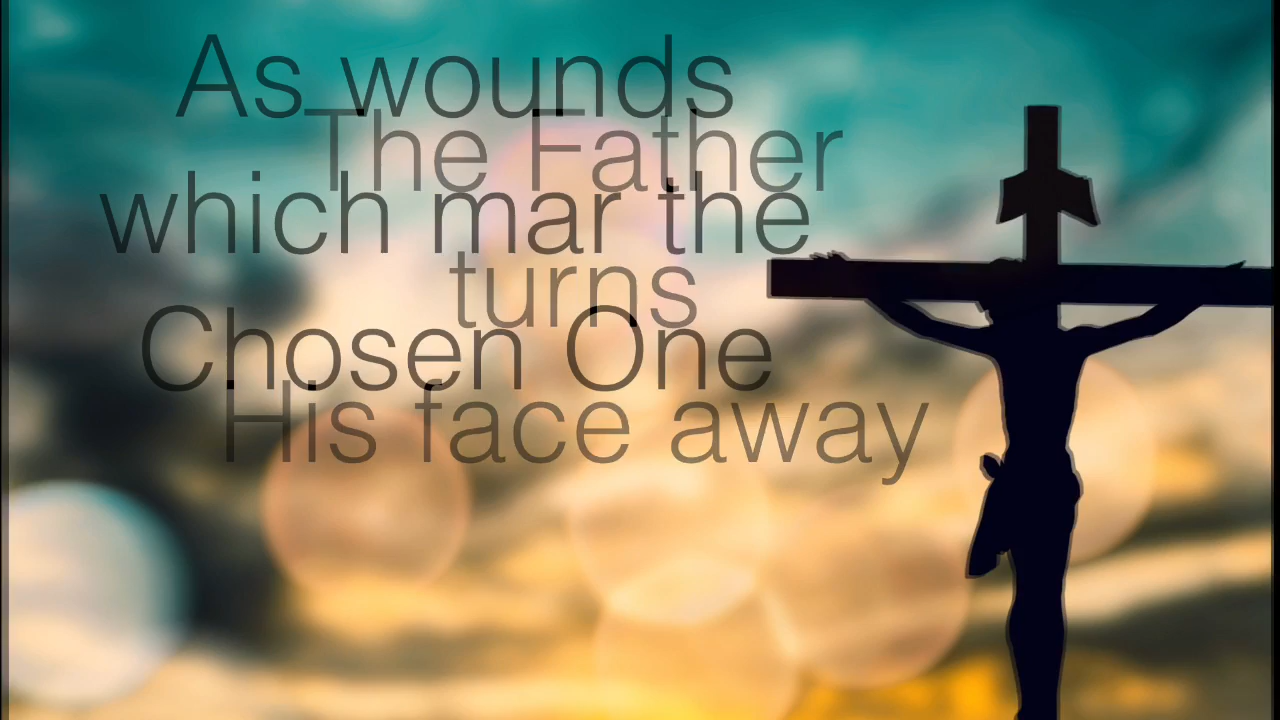 As wounds
The Father
which mar the
turns
Chosen One
His face away